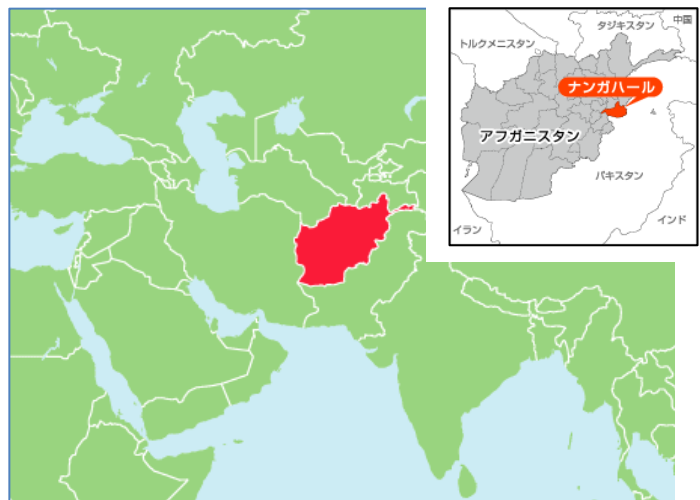 タジキスタン
中国
トルクメニスタン
ナンガハール
アフガニスタン
パキスタン
イラン
インド